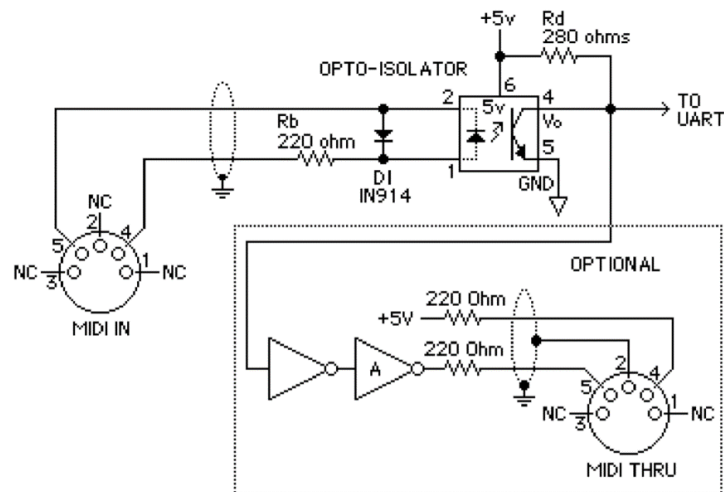 +5v
Rd
280 ohms
OPTO-ISOLATOR
6
2
5v
4
TO
UART
Vo
Rb
220 ohm
1
5
D1
IN914
GND
NC
2
5
4
NC
3
1
NC
MIDI IN
OPTIONAL
220 Ohm
+5V
220 Ohm
A
2
5
4
NC
3
1
NC
MIDI THRU